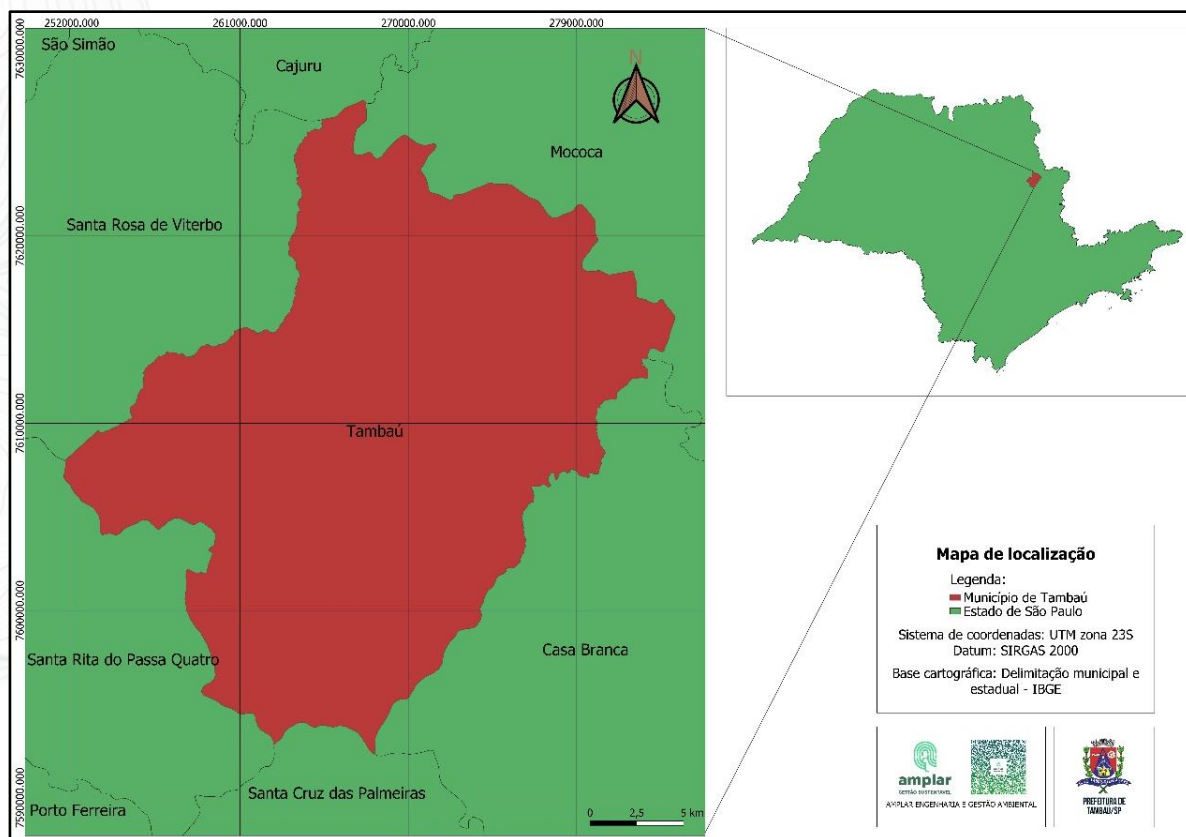 252000.000
261000.000
270000.000
279000.000
7630000.000
7620000.000
7610000.000
7600000.000
7590000.000
São Simão
Cajuru
N
Mococa
Santa Rosa de Viterbo
Tambaú
Santa Rita do Passa Quatro
Casa Branca
Santa Cruz das Palmeiras
Porto Ferreira
0 2,5 5 km
Mapa de localização
Legenda:
Município de Tambaú
Estado de São Paulo
Sistema de coordenadas: UTM zona 23S
Datum: SIRGAS 2000
Base cartográfica: Delimitação municipal e
estadual - IBGE
amplar
GESTÃO SUSTENTÁVEL
AMPLAR ENGENHARIA E GESTÃO AMBIENTAL
PREFEITURA DE
TAMBAÚ/SP